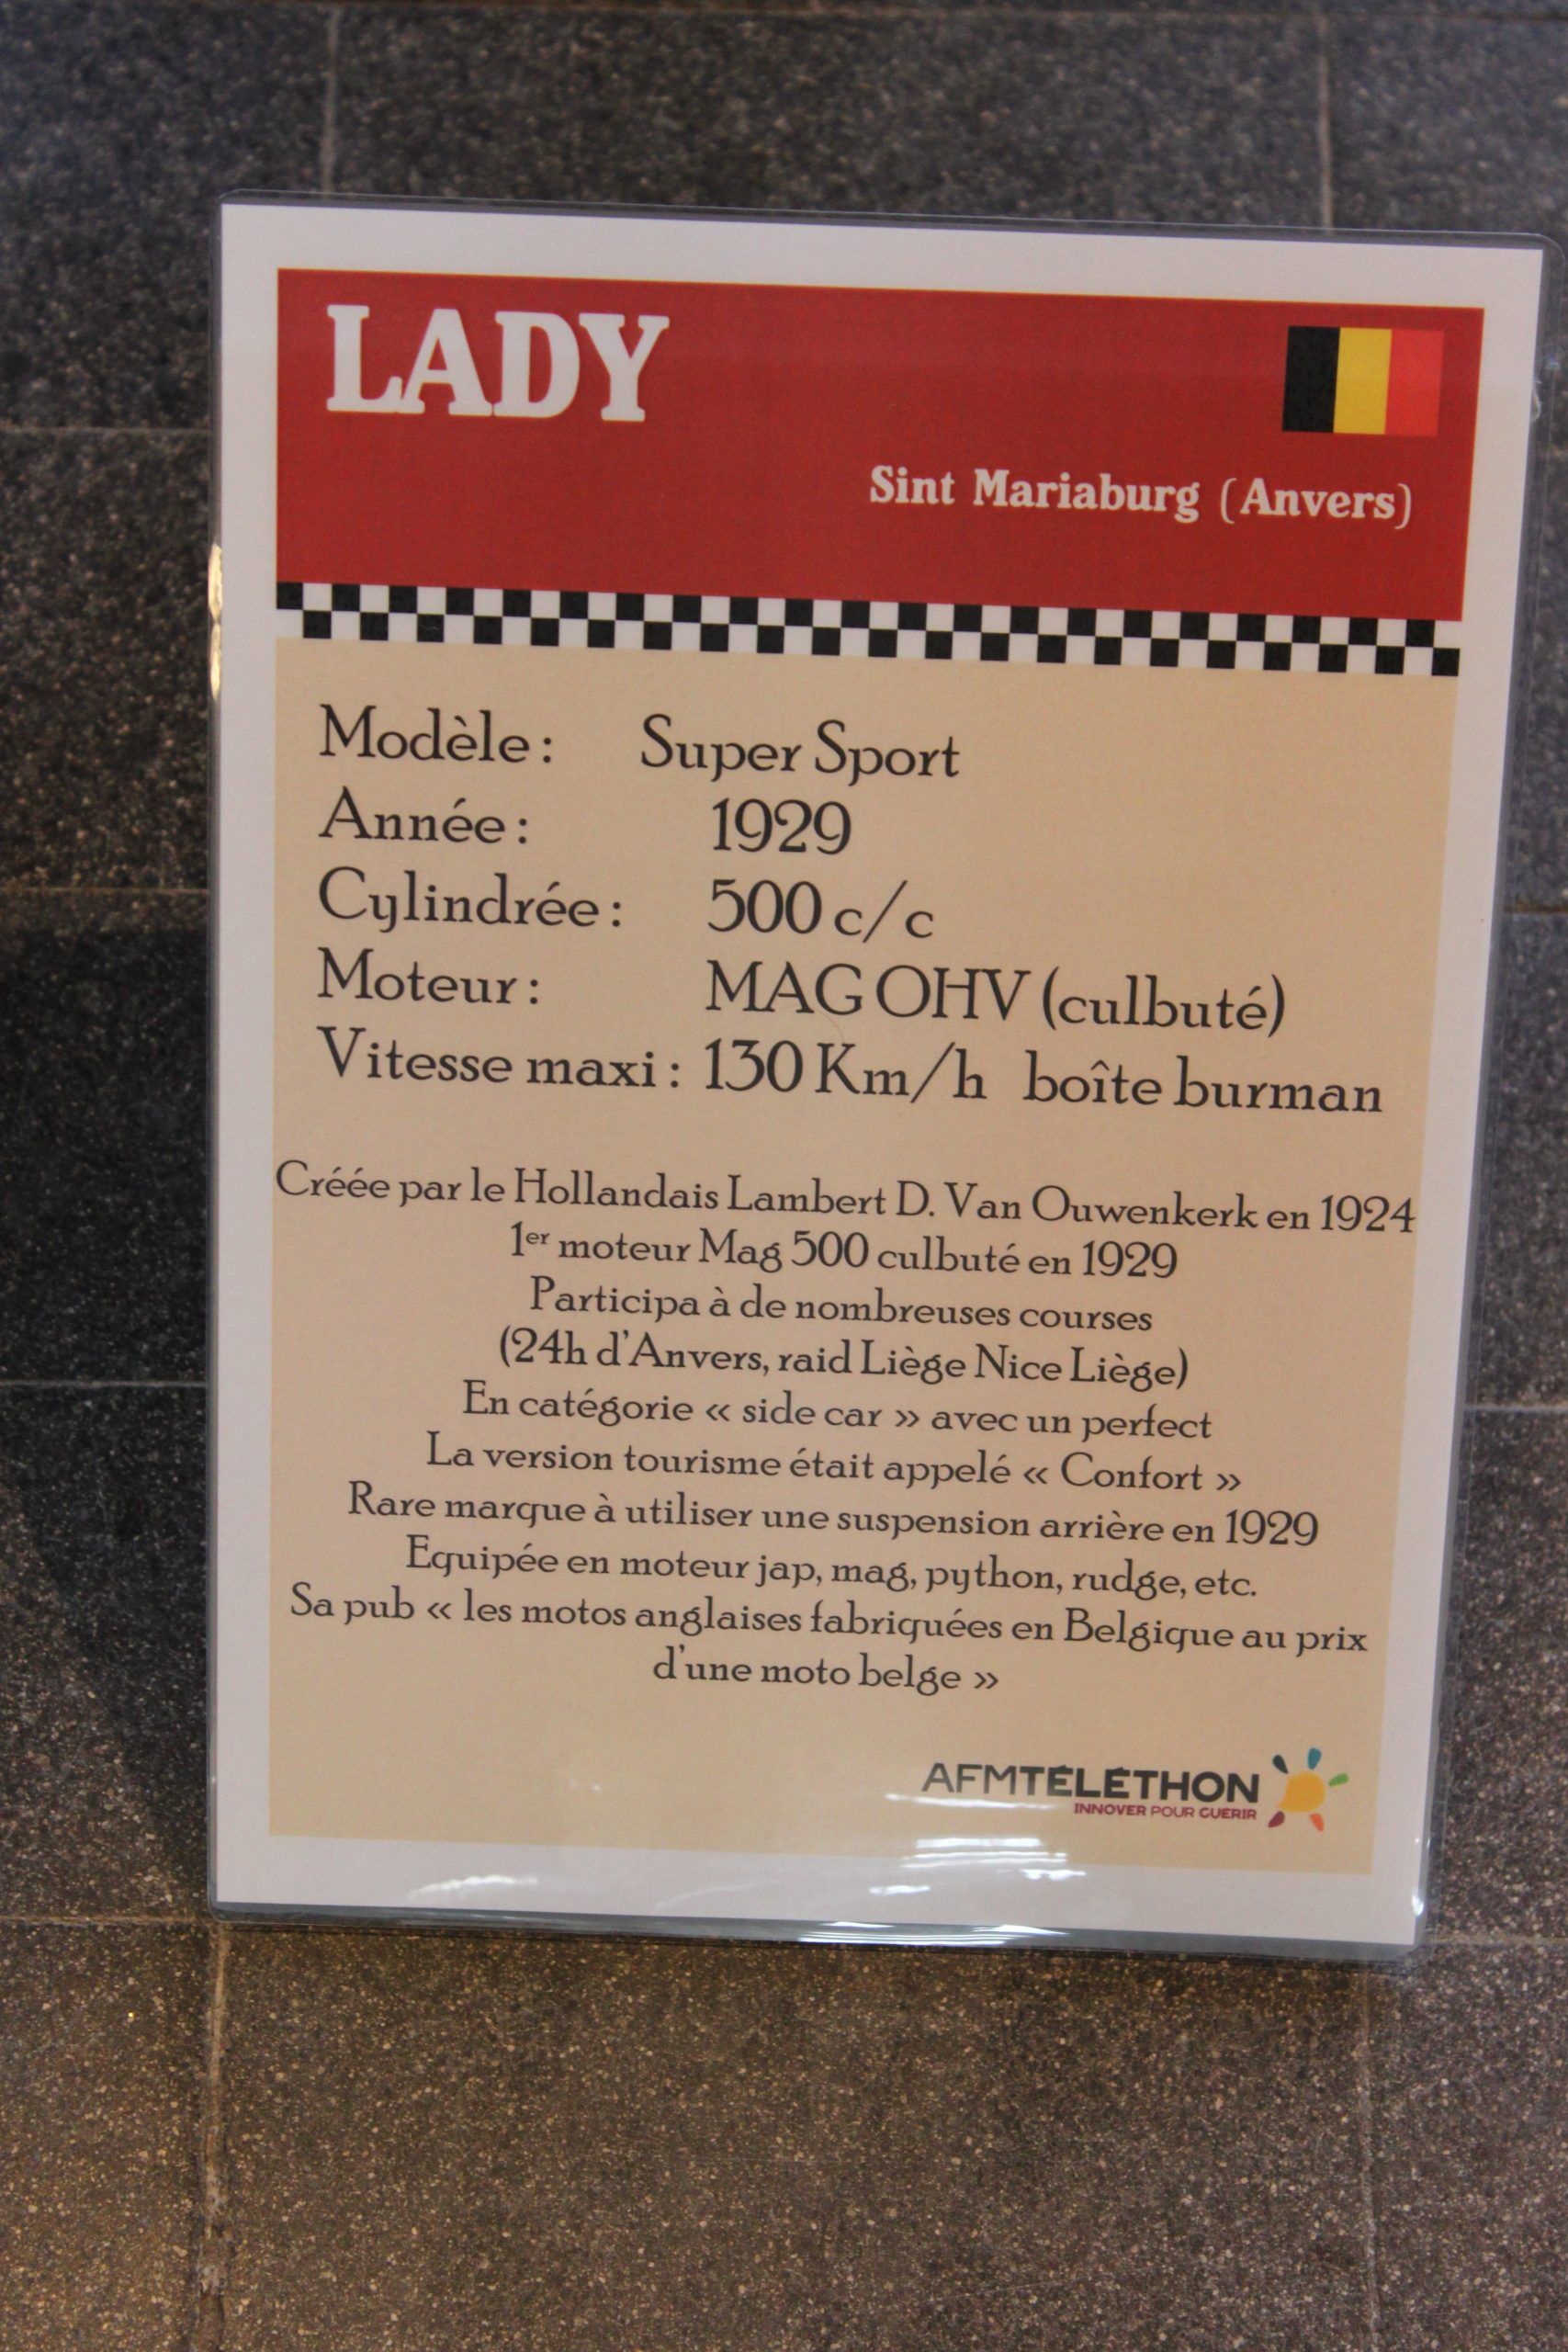 LADY
Sint Mariaburg (Anvers)
Modèle: Super Sport
Année: 1929
Cylindrée: 500 c/c
Moteur: MAG OHV (culbuté)
Vitesse maxi: 130 Km/h boîte burman
Créée par le Hollandais Lambert D. Van Ouwenkerk en 1924
1er moteur Mag 500 culbuté en 1929
Participa à de nombreuses courses
(24h d'Anvers, raid Liège Nice Liège)
En catégorie « side car » avec un perfect
La version tourisme était appelé « Confort »
Rare marque à utiliser une suspension arrière en 1929
Equipée en moteur jap, mag, python, rudge, etc.
Sa pub « les motos anglaises fabriquées en Belgique au prix
d'une moto belge »
AFMTÉLÉTHON
INNOVER POUR GUÉRIR